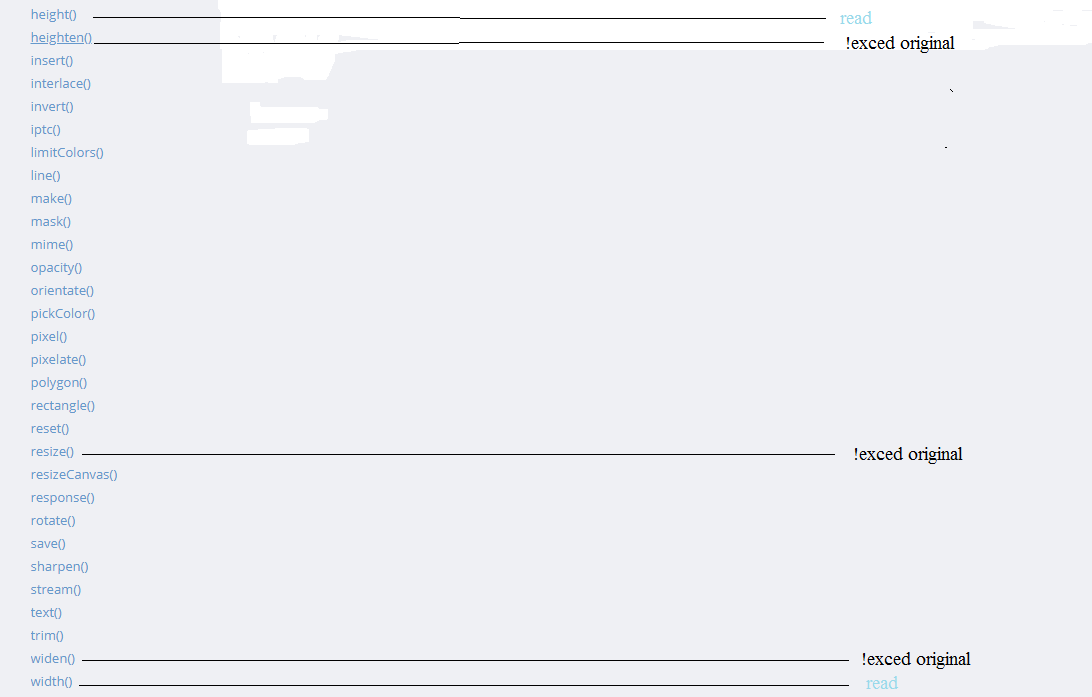 height() read
heighten() !exced original
insert()
interlace()
invert()
iptc()
limitColors()
line()
make()
mask()
mime()
opacity()
orientate()
pickColor()
pixel()
pixelate()
polygon()
rectangle()
reset()
resize() !exced original
resizeCanvas()
response()
rotate()
save()
sharpen()
stream()
text()
trim()
widen() !exced original
width() read